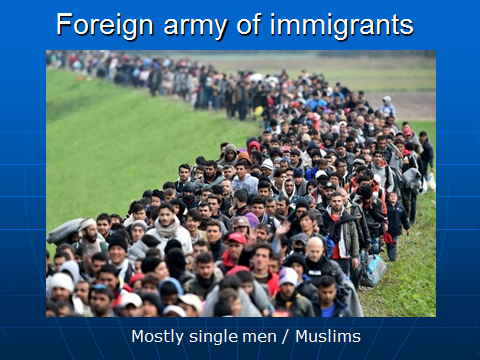 Foreign army of immigrants
Mostly single men / Muslims